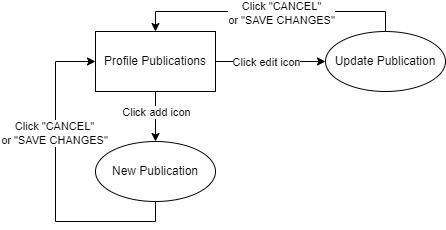 Click "CANCEL"
or "SAVE CHANGES"
Profile Publications
Click edit icon
Update Publication
Click add icon
Click "CANCEL"
or "SAVE CHANGES"
New Publication